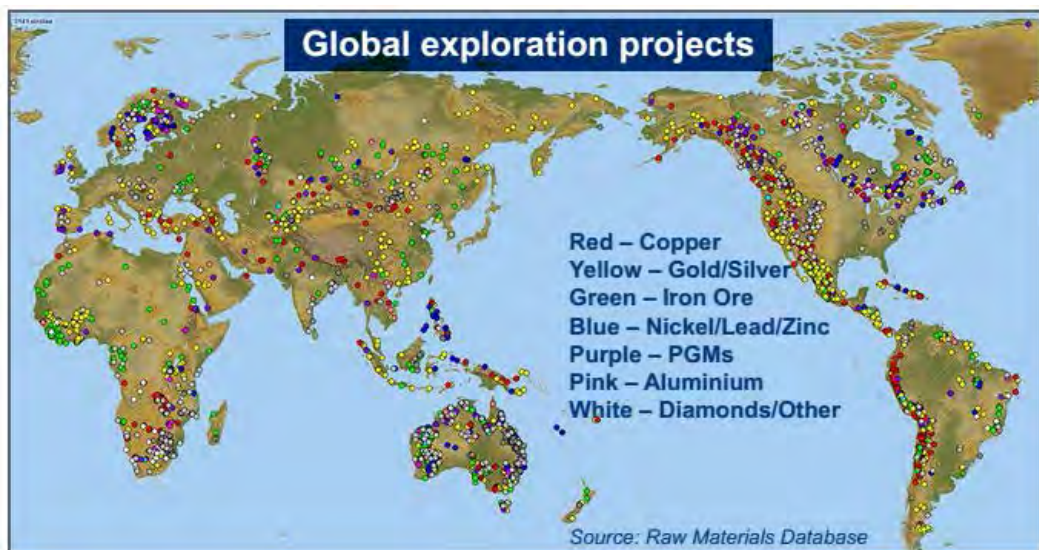 Global exploration projects
Red – Copper
Yellow – Gold/Silver
Green – Iron Ore
Blue – Nickel/Lead/Zinc
Purple – PGMs
Pink – Aluminium
White – Diamonds/Other
Source: Raw Materials Database